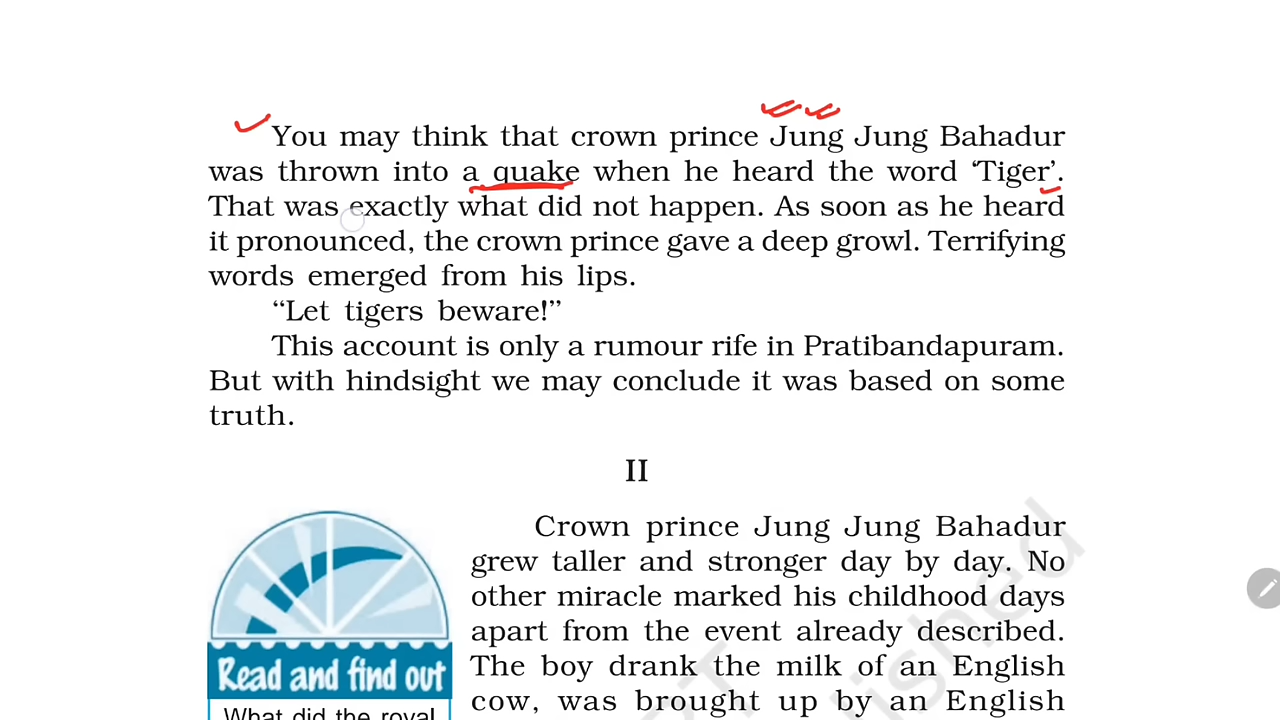 You may think that crown prince Jung Jung Bahadur
was thrown into a quake when he heard the word ‘Tiger’.
That was exactly what did not happen. As soon as he heard
it pronounced, the crown prince gave a deep growl. Terrifying
words emerged from his lips.
“Let tigers beware!”
This account is only a rumour rife in Pratibandapuram.
But with hindsight we may conclude it was based on some
truth.
II
Crown prince Jung Jung Bahadur
grew taller and stronger day by day. No
other miracle marked his childhood days
apart from the event already described.
The boy drank the milk of an English
cow, was brought up by an English
Read and find out
What did the royal